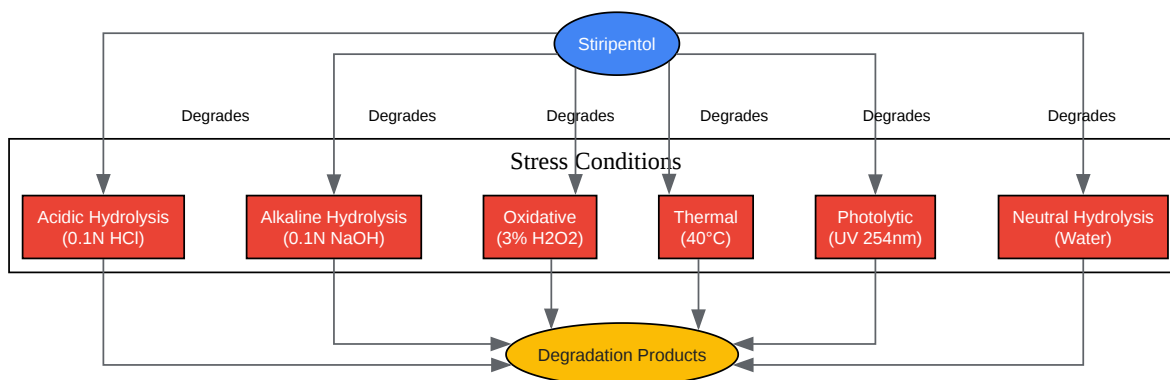 Stiripentol
Degrades
Degrades
Degrades
Degrades
Degrades
Degrades
Stress Conditions
Acidic Hydrolysis
(0.1N HCl)
Alkaline Hydrolysis
(0.1N NaOH)
Oxidative
(3% H2O2)
Thermal
(40°C)
Photolytic
(UV 254nm)
Neutral Hydrolysis
(Water)
Degradation Products